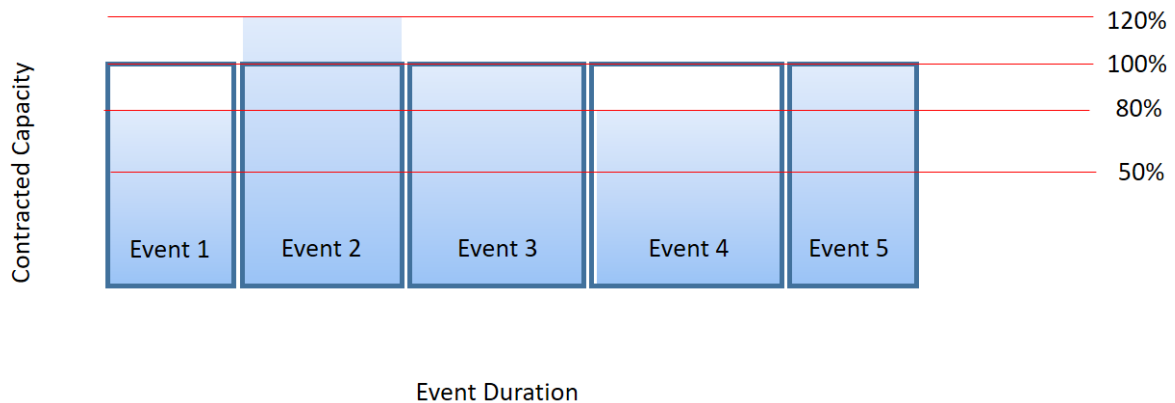 120%
100%
80%
50%
Contracted Capacity
Event 1
Event 2
Event 3
Event 4
Event 5
Event Duration